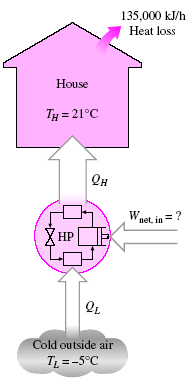 135,000 kJ/h
Heat loss
House
T_H = 21°C
Q_H
W_net, in = ?
HP
Q_L
Cold outside air
T_L = –5°C